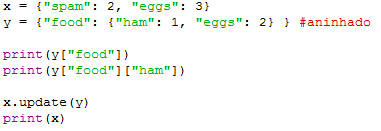 x = {"spam": 2, "eggs": 3}
y = {"food": {"ham": 1, "eggs": 2} } #aninhado
print(y["food"])
print(y["food"]["ham"])
x.update(y)
print(x)